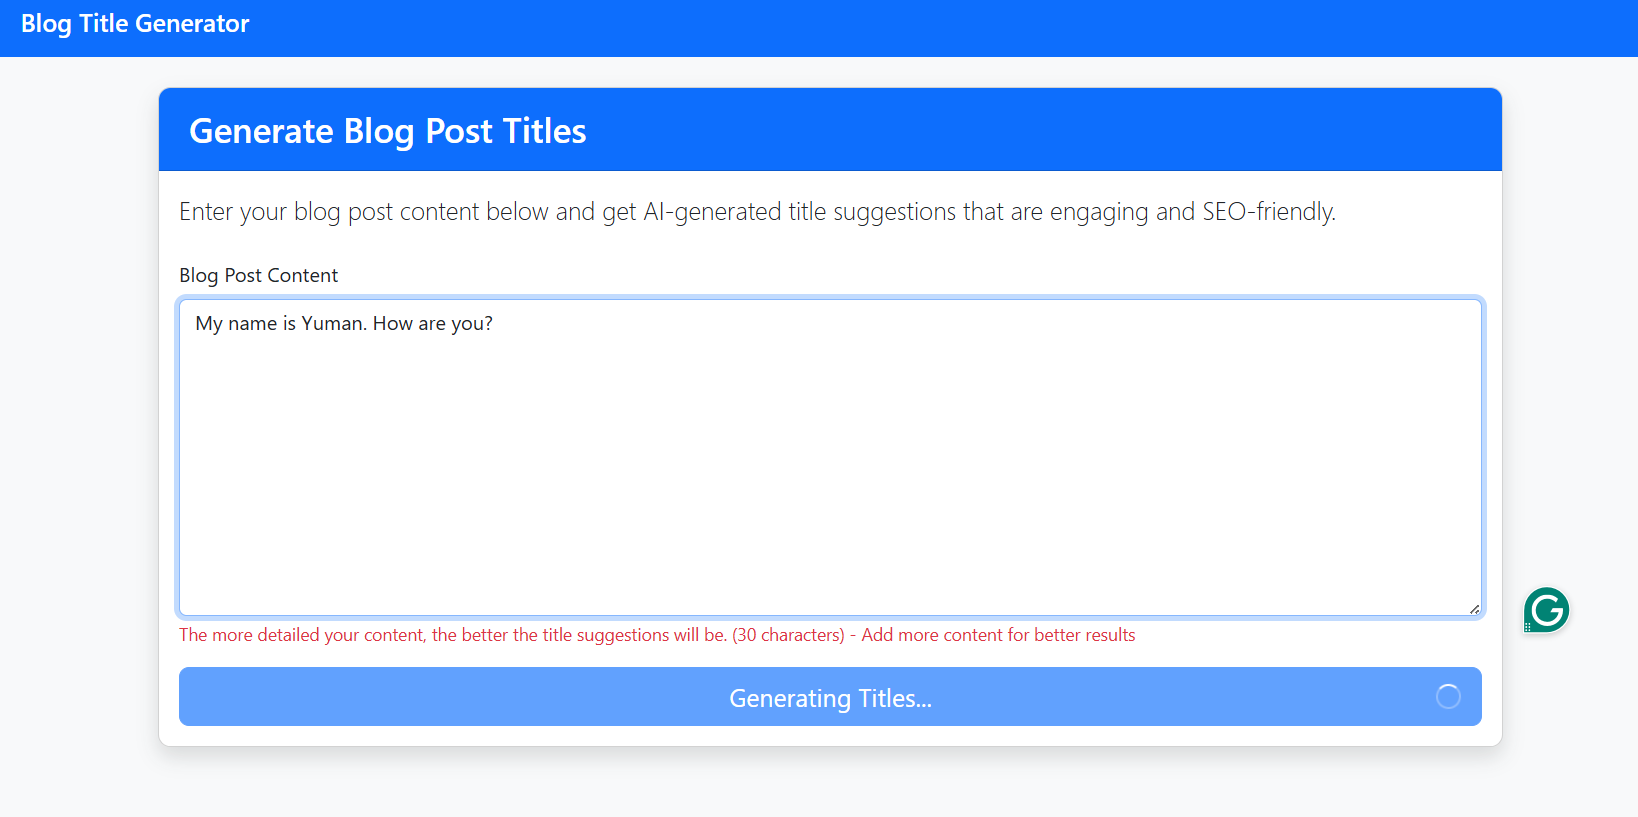 Blog Title Generator
Generate Blog Post Titles
Enter your blog post content below and get AI-generated title suggestions that are engaging and SEO-friendly.
Blog Post Content
My name is Yuman. How are you?
The more detailed your content, the better the title suggestions will be. (30 characters) - Add more content for better results
Generating Titles...